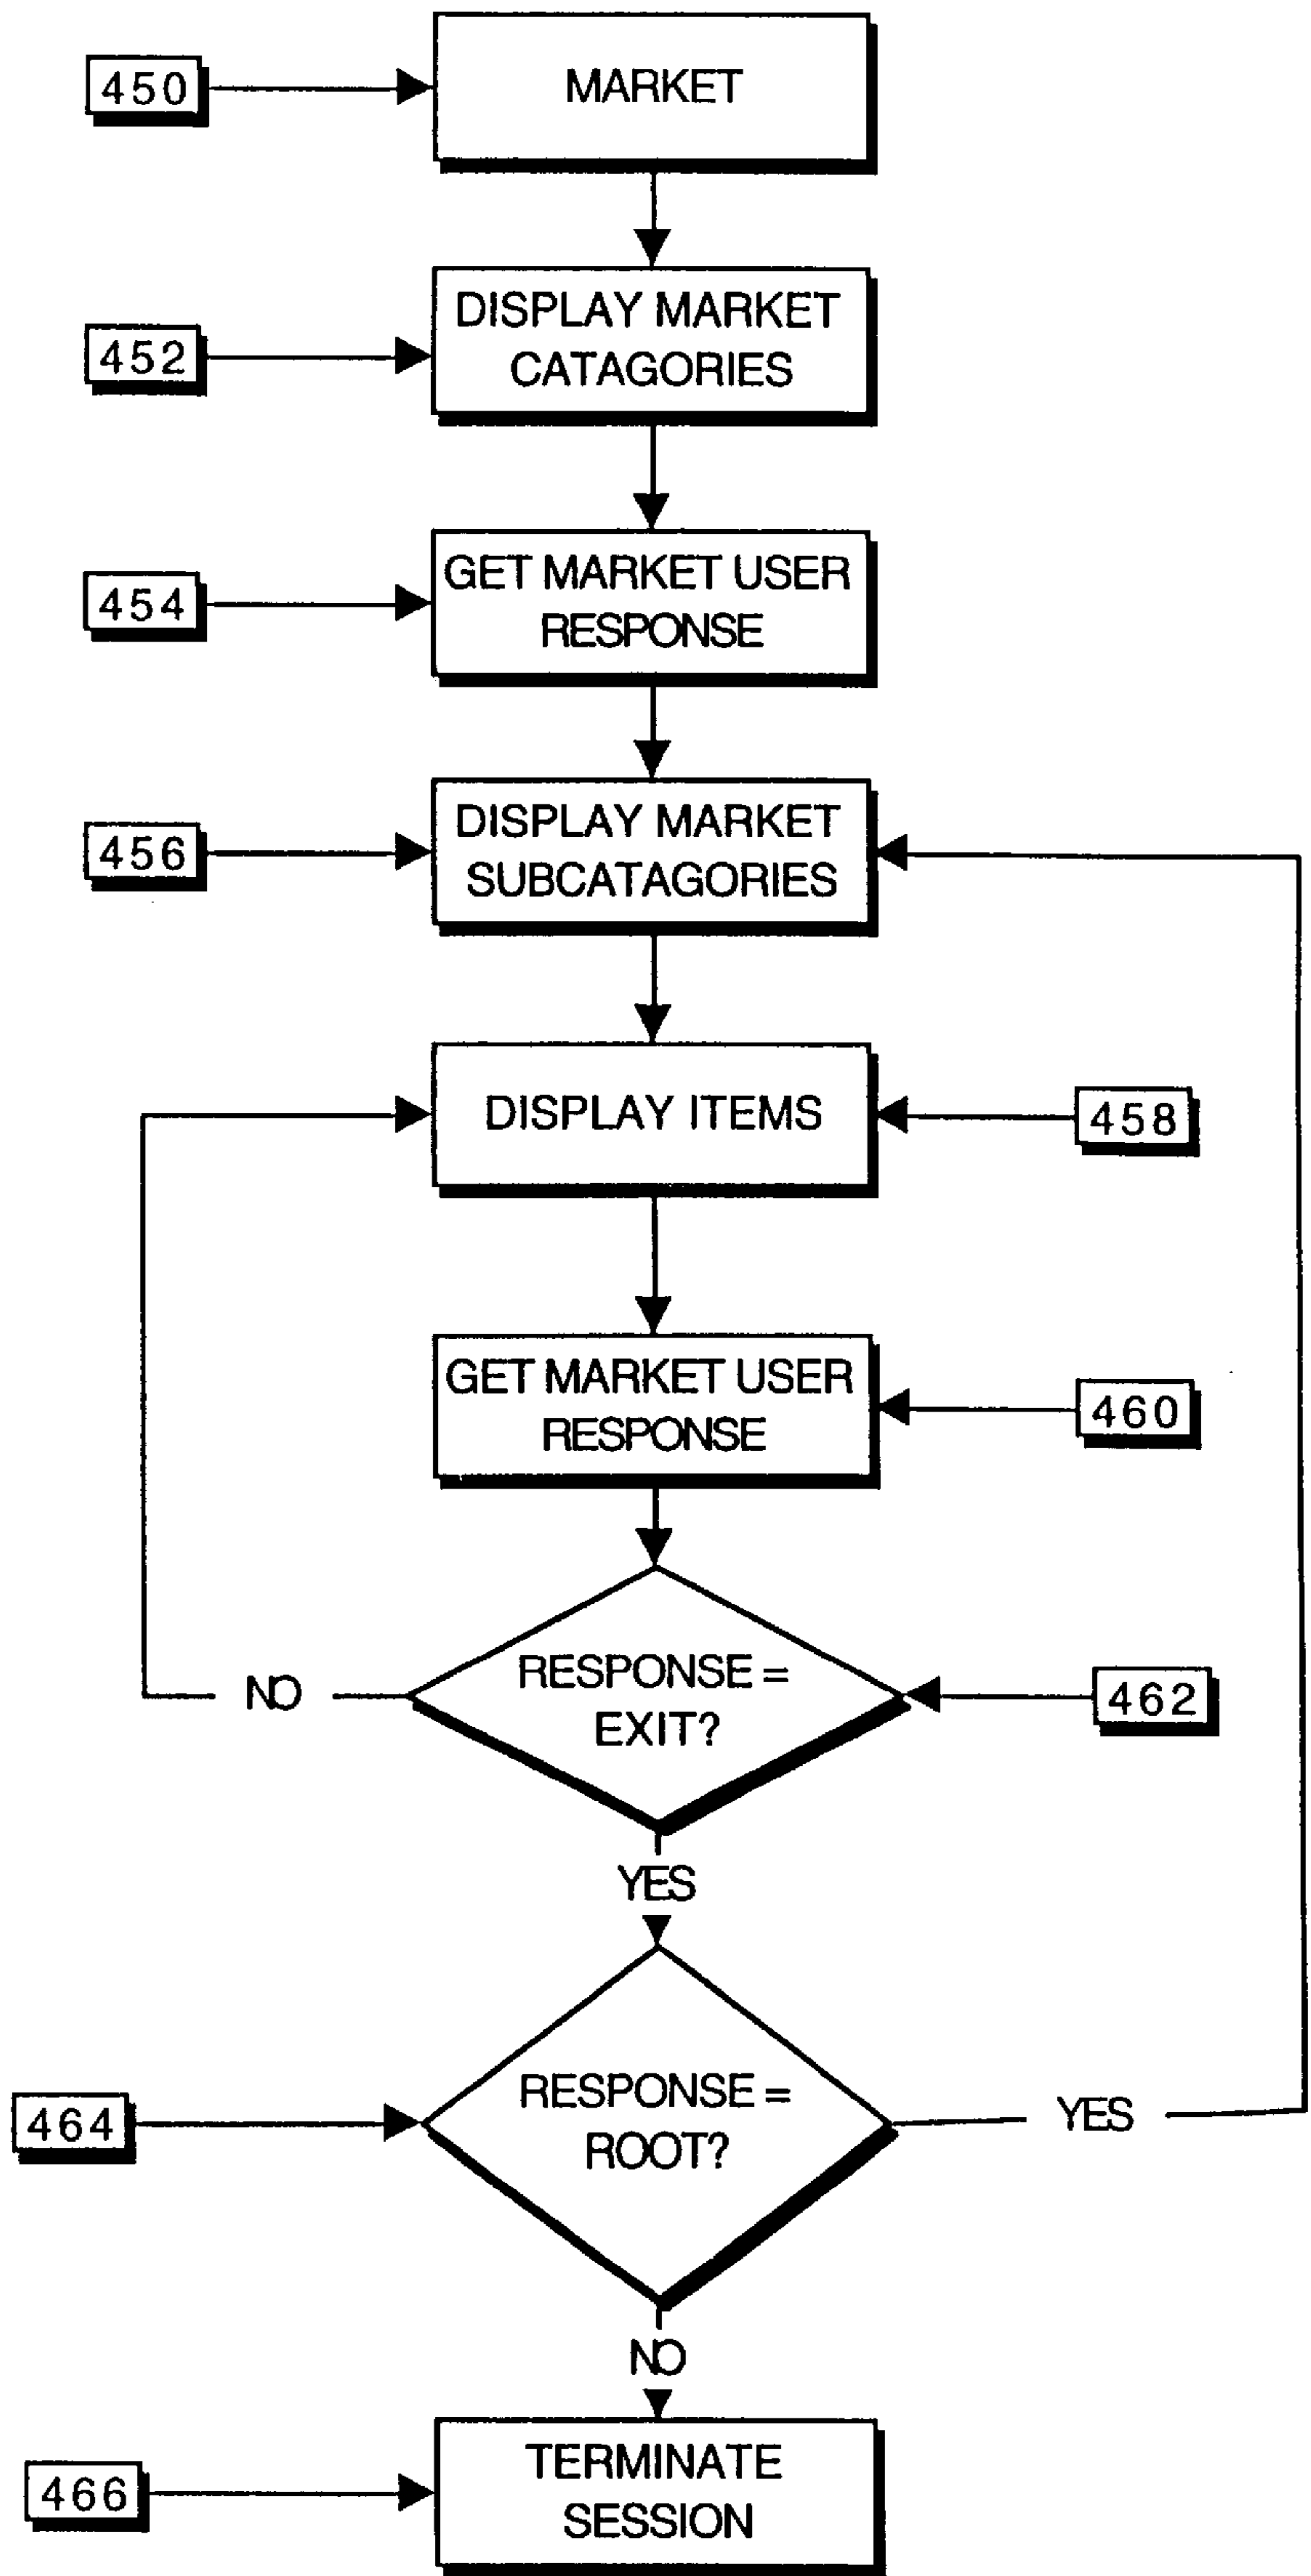 450
MARKET
452
DISPLAY MARKET
CATAGORIES
454
GET MARKET USER
RESPONSE
456
DISPLAY MARKET
SUBCATAGORIES
DISPLAY ITEMS
458
GET MARKET USER
RESPONSE
460
NO
RESPONSE =
EXIT?
462
YES
464
RESPONSE =
ROOT?
YES
NO
466
TERMINATE
SESSION